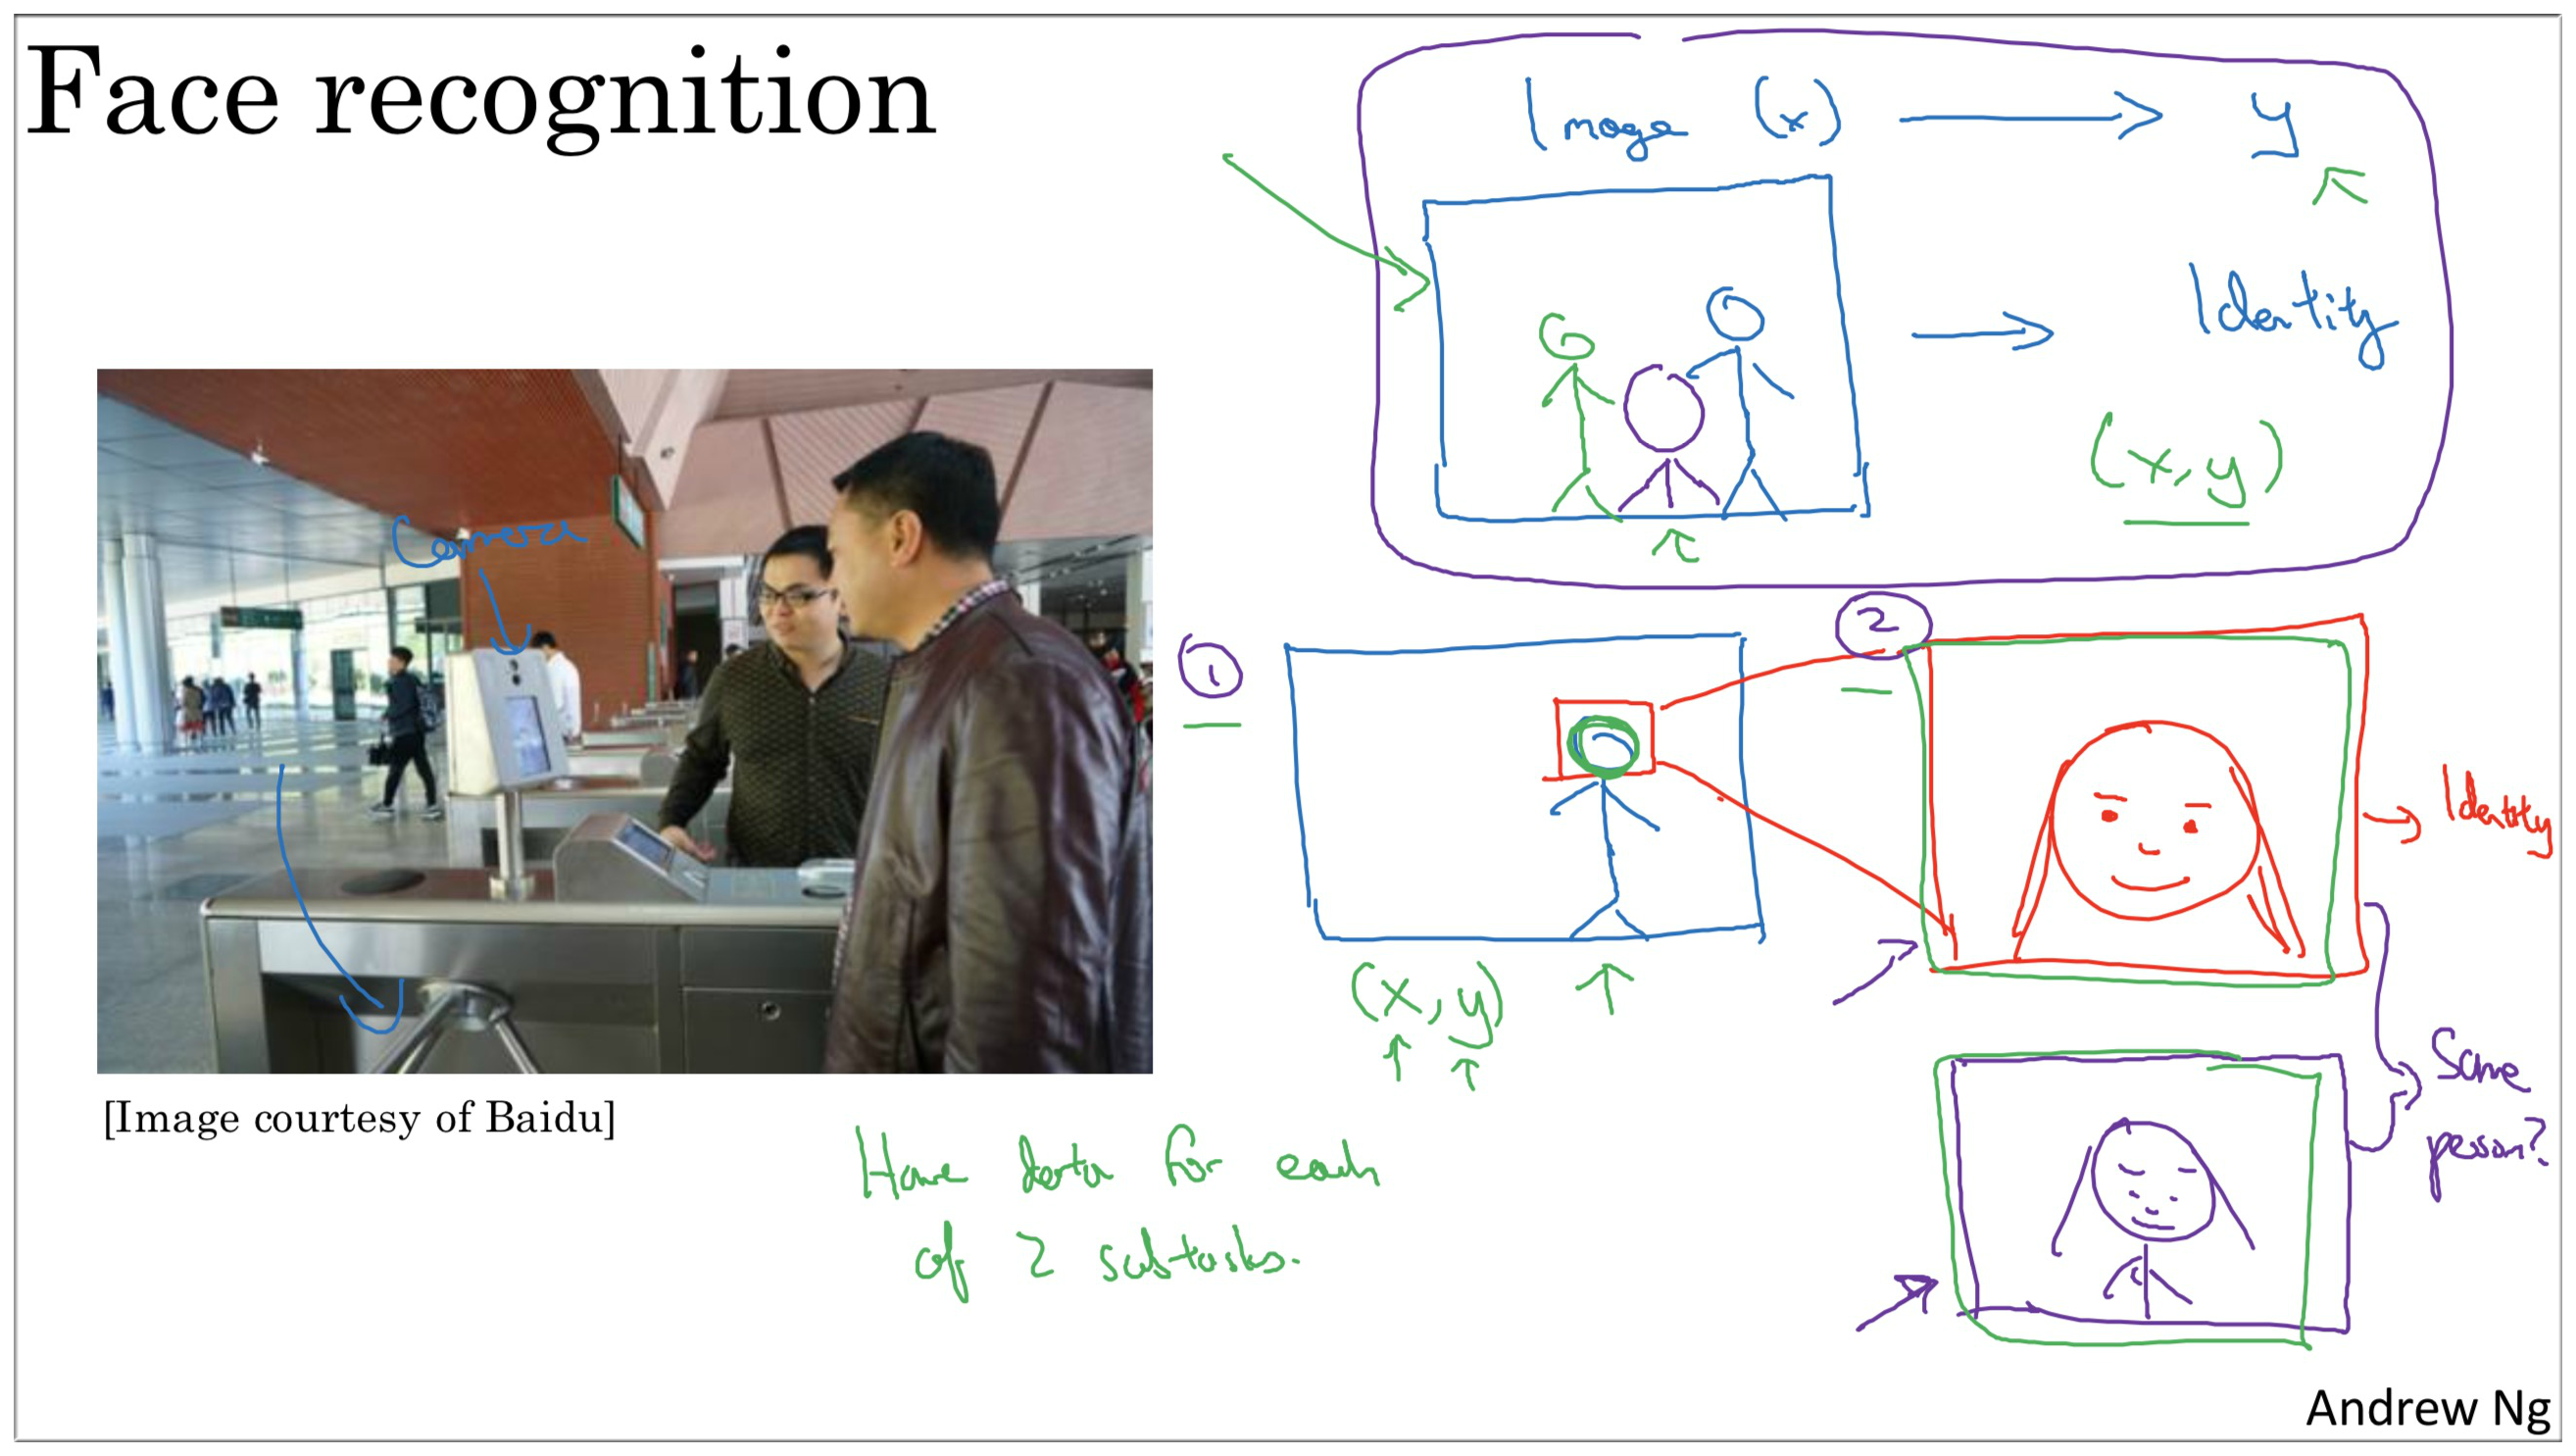 Face recognition
Image (x) → y
→ Identity
(x,y)
Camera
1
2
→ Identity
(x,y)
Same
person?
[Image courtesy of Baidu]
Have data for each
of 2 subtasks.
Andrew Ng